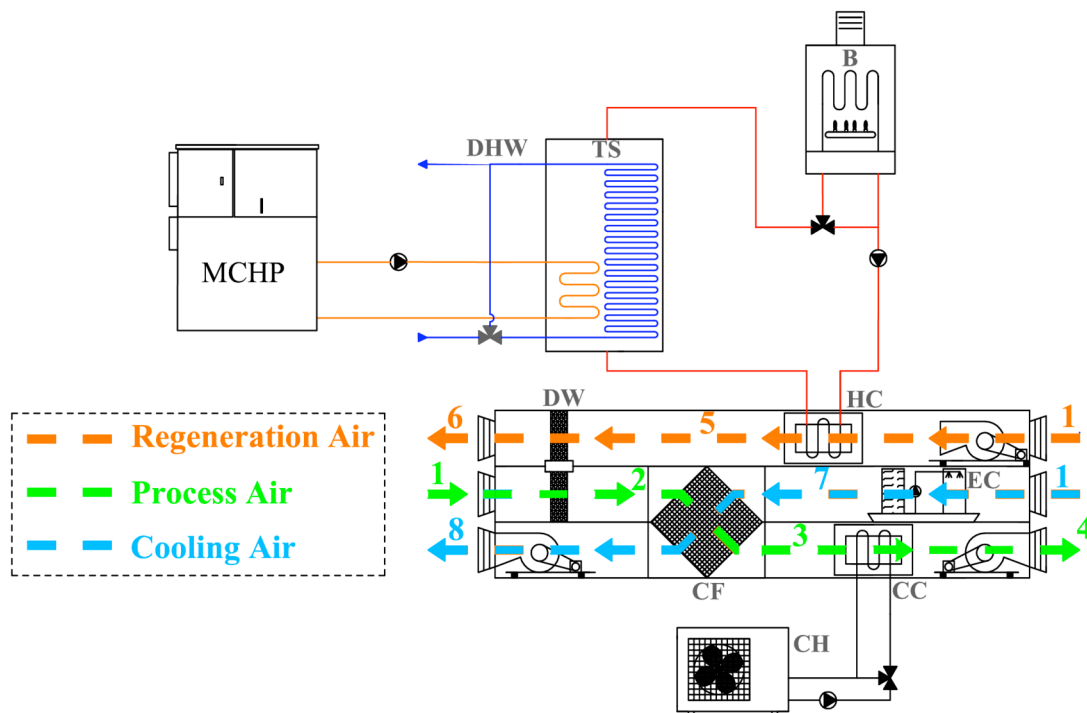 B
DHW
TS
MCHP
DW
HC
6
5
1
Regeneration Air
1
2
7
EC
1
Process Air
8
3
4
Cooling Air
CF
CC
CH